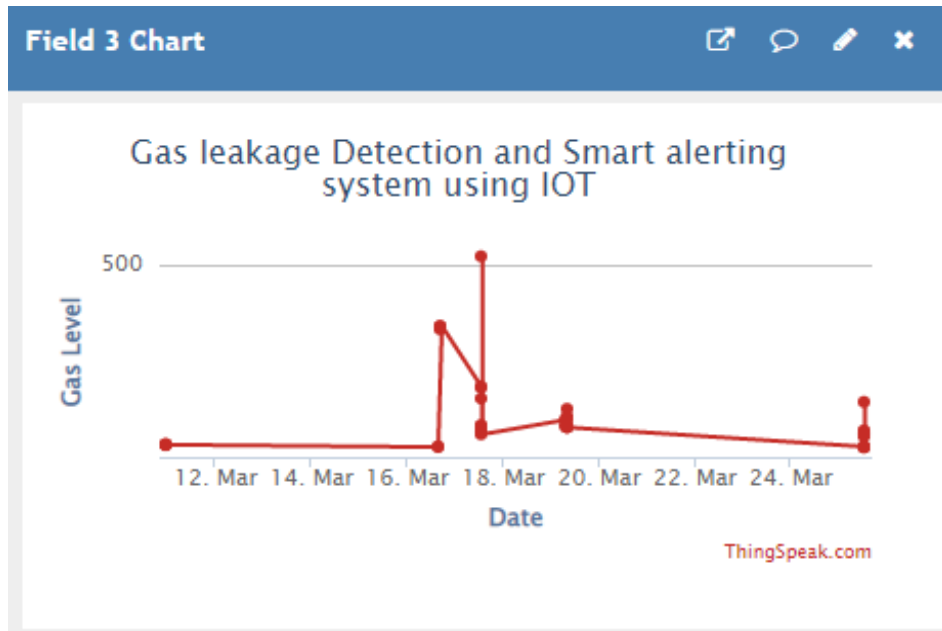 Field 3 Chart
Gas leakage Detection and Smart alerting
system using IOT
500
Gas Level
12. Mar 14. Mar 16. Mar 18. Mar 20. Mar 22. Mar 24. Mar
Date
ThingSpeak.com